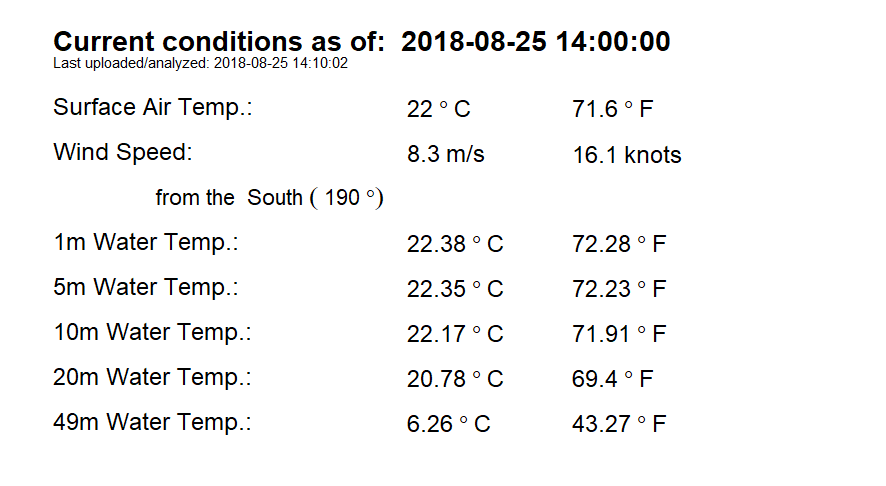 Current conditions as of: 2018-08-25 14:00:00
Last uploaded/analyzed: 2018-08-25 14:10:02
Surface Air Temp.: 22 ° C 71.6 ° F
Wind Speed: 8.3 m/s 16.1 knots
from the South ( 190 °)
1m Water Temp.: 22.38 ° C 72.28 ° F
5m Water Temp.: 22.35 ° C 72.23 ° F
10m Water Temp.: 22.17 ° C 71.91 ° F
20m Water Temp.: 20.78 ° C 69.4 ° F
49m Water Temp.: 6.26 ° C 43.27 ° F